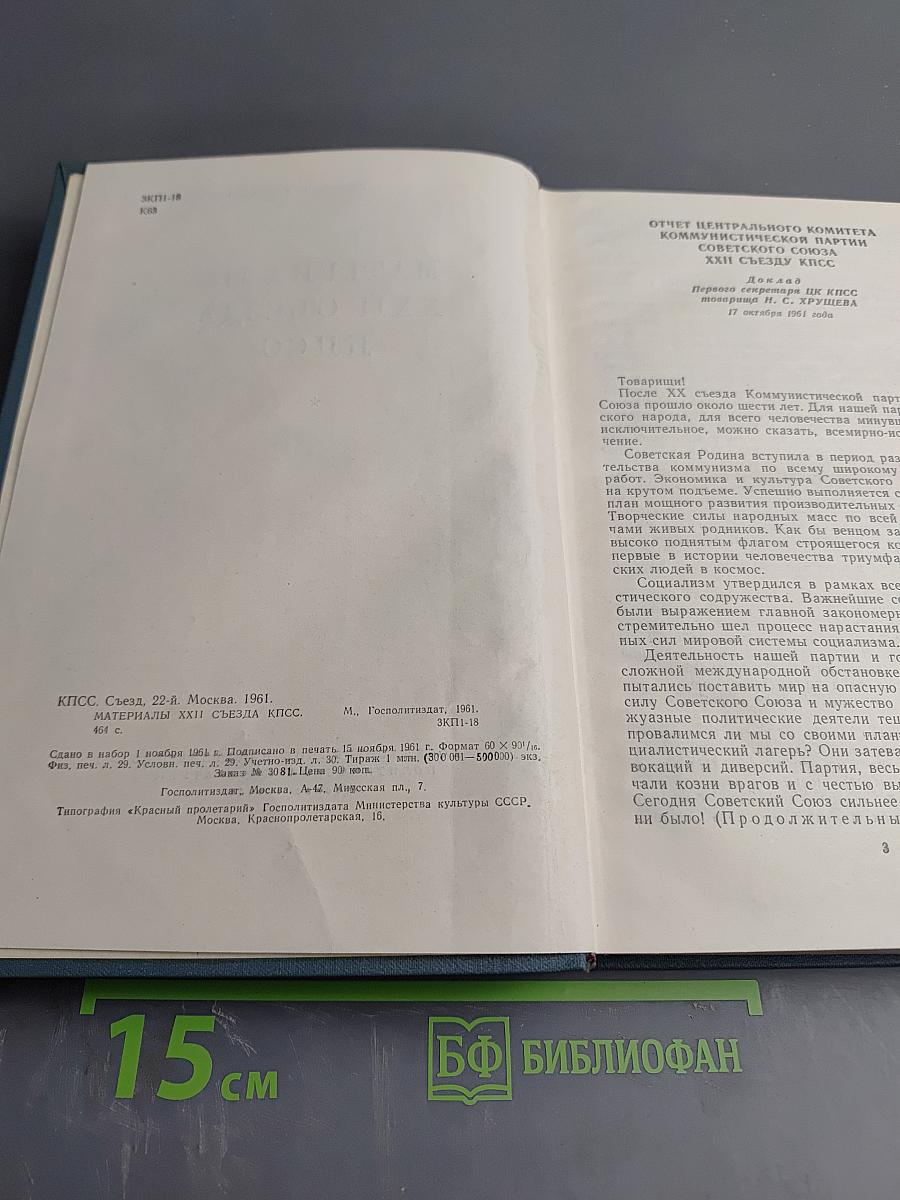 3КП1-18
К63
КПСС. Съезд, 22-й. Москва. 1961.
МАТЕРИАЛЫ XXII СЪЕЗДА КПСС. М., Госполитиздат, 1961.
464 с. 3КП1-18
Сдано в набор 1 ноября 1961 г. Подписано в печать 15 ноября 1961 г. Формат 60 × 90 1/16.
Физ. печ. л. 29. Условн. печ. л. 29. Учетно-изд. л. 30. Тираж 1 млн. (300 001—500000) экз.
Заказ № 3081. Цена 90 коп.
Госполитиздат, Москва, А-47, Миусская пл., 7.
Типография «Красный пролетарий» Госполитиздата Министерства культуры СССР.
Москва, Краснопролетарская, 16.
ОТЧЕТ ЦЕНТРАЛЬНОГО КОМИТЕТА
КОММУНИСТИЧЕСКОЙ ПАРТИИ
СОВЕТСКОГО СОЮЗА
XXII СЪЕЗДУ КПСС
Доклад
Первого секретаря ЦК КПСС
товарища Н. С. ХРУЩЕВА
17 октября 1961 года
Товарищи!
После XX съезда Коммунистической парт
Союза прошло около шести лет. Для нашей пар
ского народа, для всего человечества минувш
исключительное, можно сказать, всемирно-ис
чение.
Советская Родина вступила в период раз
тельства коммунизма по всему широкому
работ. Экономика и культура Советского
на крутом подъеме. Успешно выполняется с
план мощного развития производительных
Творческие силы народных масс по всей
чами живых родников. Как бы венцом за
высоко поднятым флагом строящегося ко
первые в истории человечества триумфа
ских людей в космос.
Социализм утвердился в рамках все
стического содружества. Важнейшие со
были выражением главной закономерн
стремительно шел процесс нарастания
ных сил мировой системы социализма.
Деятельность нашей партии и го
сложной международной обстановке
пытались поставить мир на опасную
силу Советского Союза и мужество
жуазные политические деятели теш
провалимся ли мы со своими план
циалистический лагерь? Они затева
вокаций и диверсий. Партия, весь
чали козни врагов и с честью вы
Сегодня Советский Союз сильнее
ни было! (Продолжительны
3
15 см
БФ БИБЛИОФАН